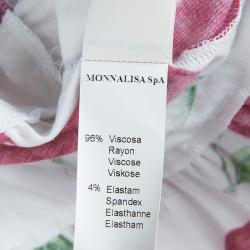 MONNALISA SpA
96% Viscosa
Rayon
Viscose
Viskose
4% Elastam
Spandex
Elasthanne
Elastham